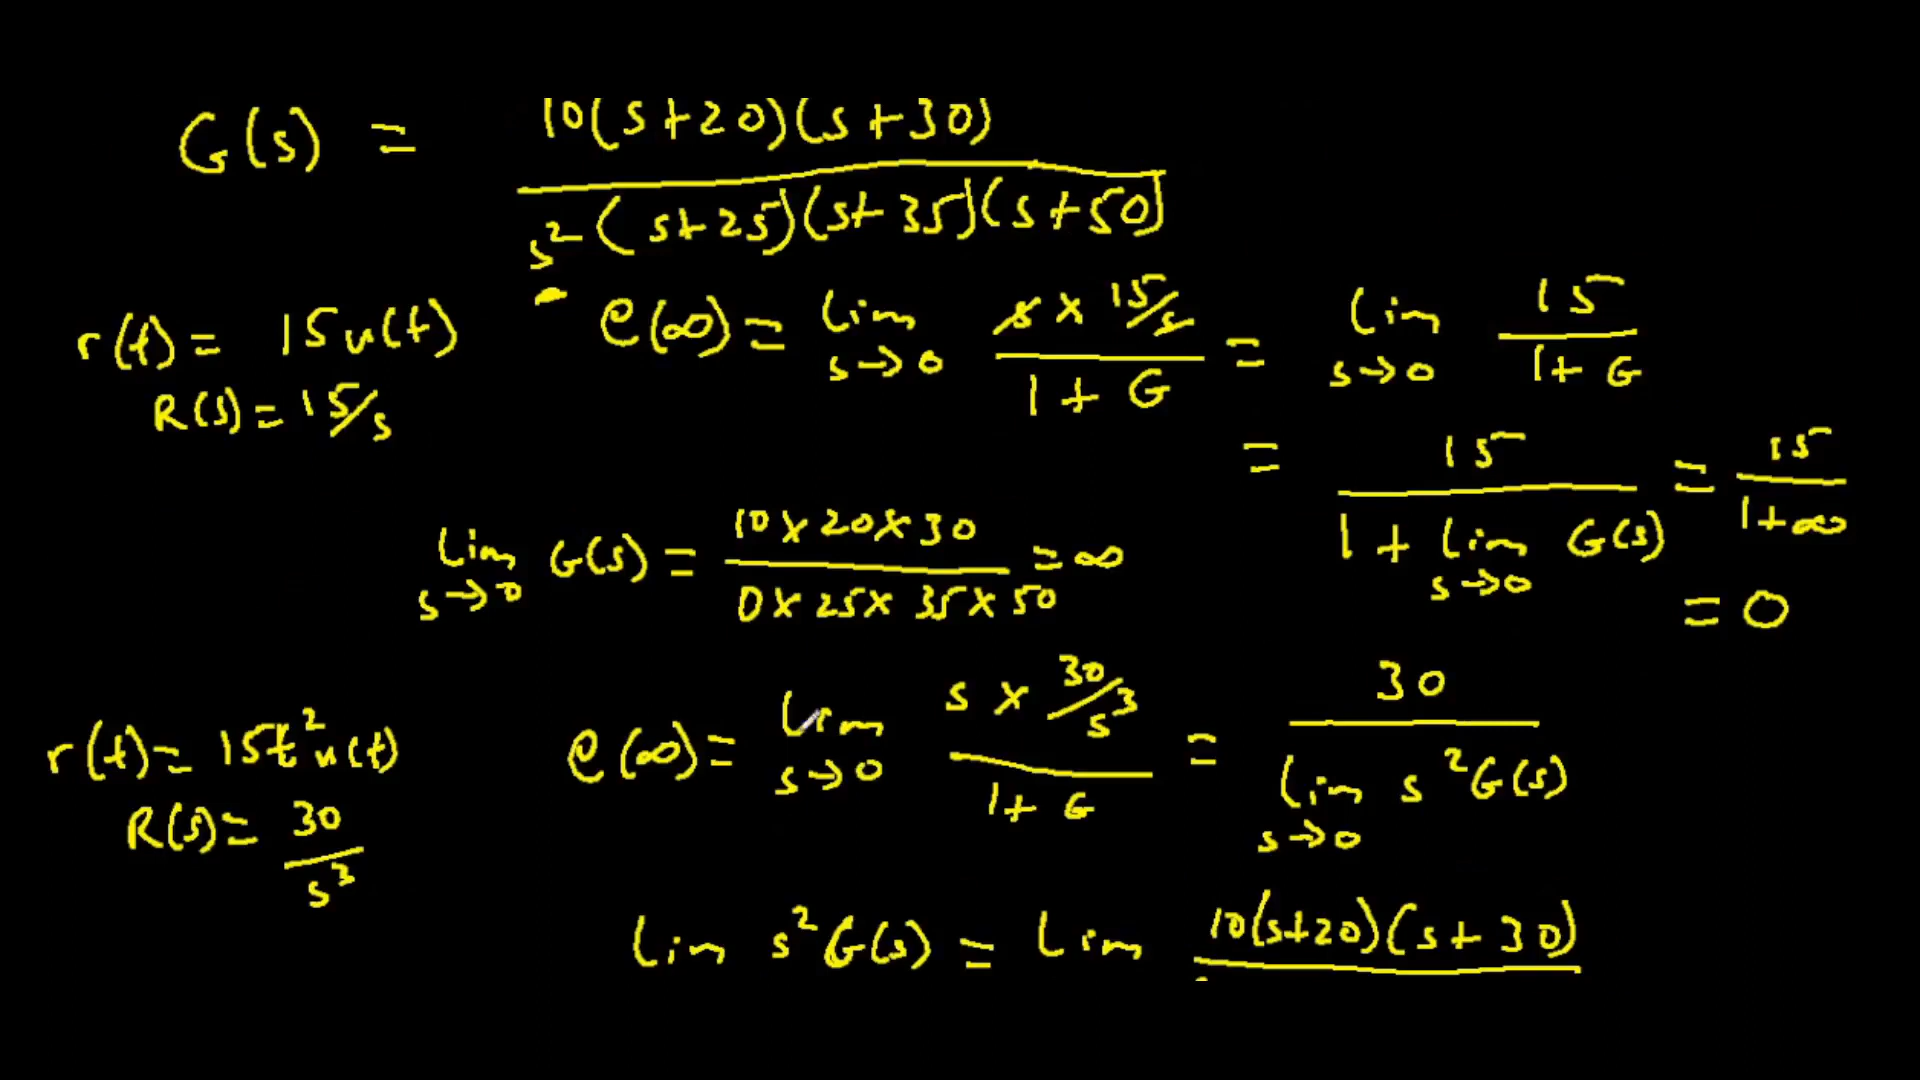 G(s) = 10(s+20)(s+30) / s²(s+25)(s+35)(s+50)
r(t) = 15u(t)
R(s) = 15/s
e(∞) = lim s→0 s × 15/s / 1+G = lim s→0 15 / 1+G
= 15 / 1 + lim s→0 G(s) = 15 / 1+∞
= 0
lim s→0 G(s) = 10×20×30 / 0×25×35×50 = ∞
r(t) = 15t²u(t)
R(s) = 30 / s³
e(∞) = lim s→0 s × 30/s³ / 1+G = 30 / lim s→0 s²G(s)
lim s²G(s) = lim 10(s+20)(s+30)